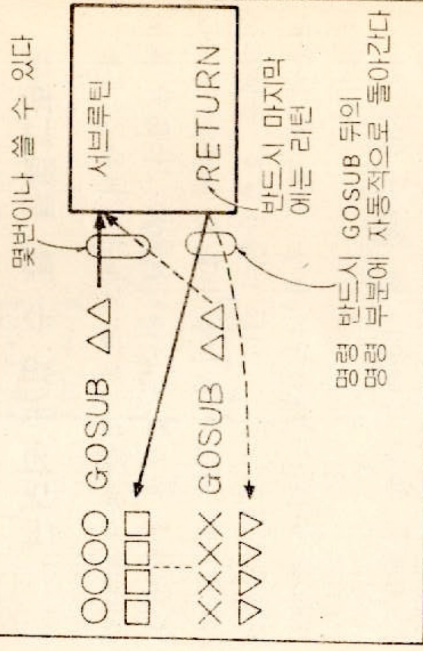 몇번이나 쓸 수 있다
○○○○ GOSUB △△
□□□□
서브루틴
XXXX GOSUB △△
▽▽▽▽
RETURN
반드시 마지막
에는 리턴
명령 반드시 GOSUB 뒤의
명령 부분에 자동적으로 돌아간다